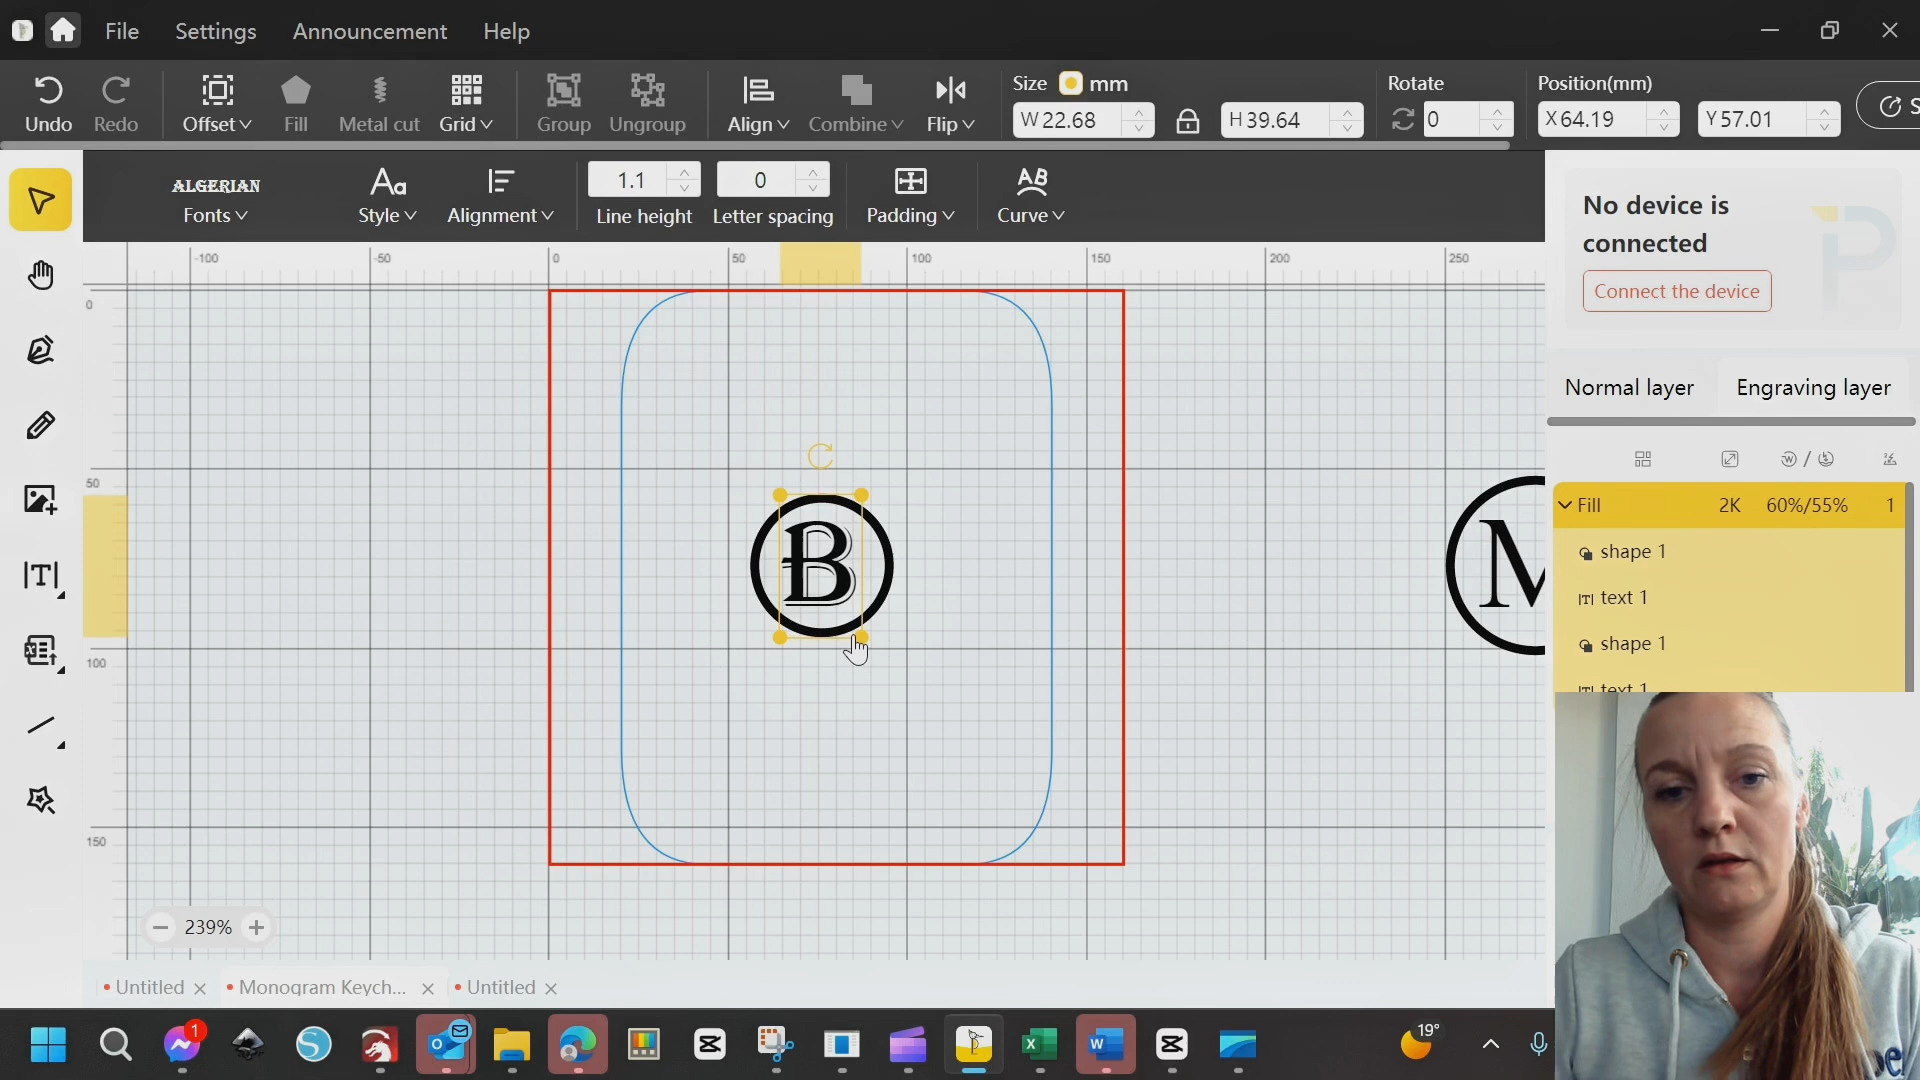 File Settings Announcement Help
Size mm Rotate Position(mm)
W 22.68 H 39.64 0 X 64.19 Y 57.01
Undo Redo Offset Fill Metal cut Grid Group Ungroup Align Combine Flip
ALGERIAN 1.1 0
Fonts Style Alignment Line height Letter spacing Padding Curve
No device is
connected
Connect the device
-100 -50 0 50 100 150 200 250
0
50
100
150
B
M
Normal layer Engraving layer
Fill 2K 60%/55% 1
shape 1
text 1
shape 1
text 1
239%
Untitled Monogram Keych... Untitled
1
19°